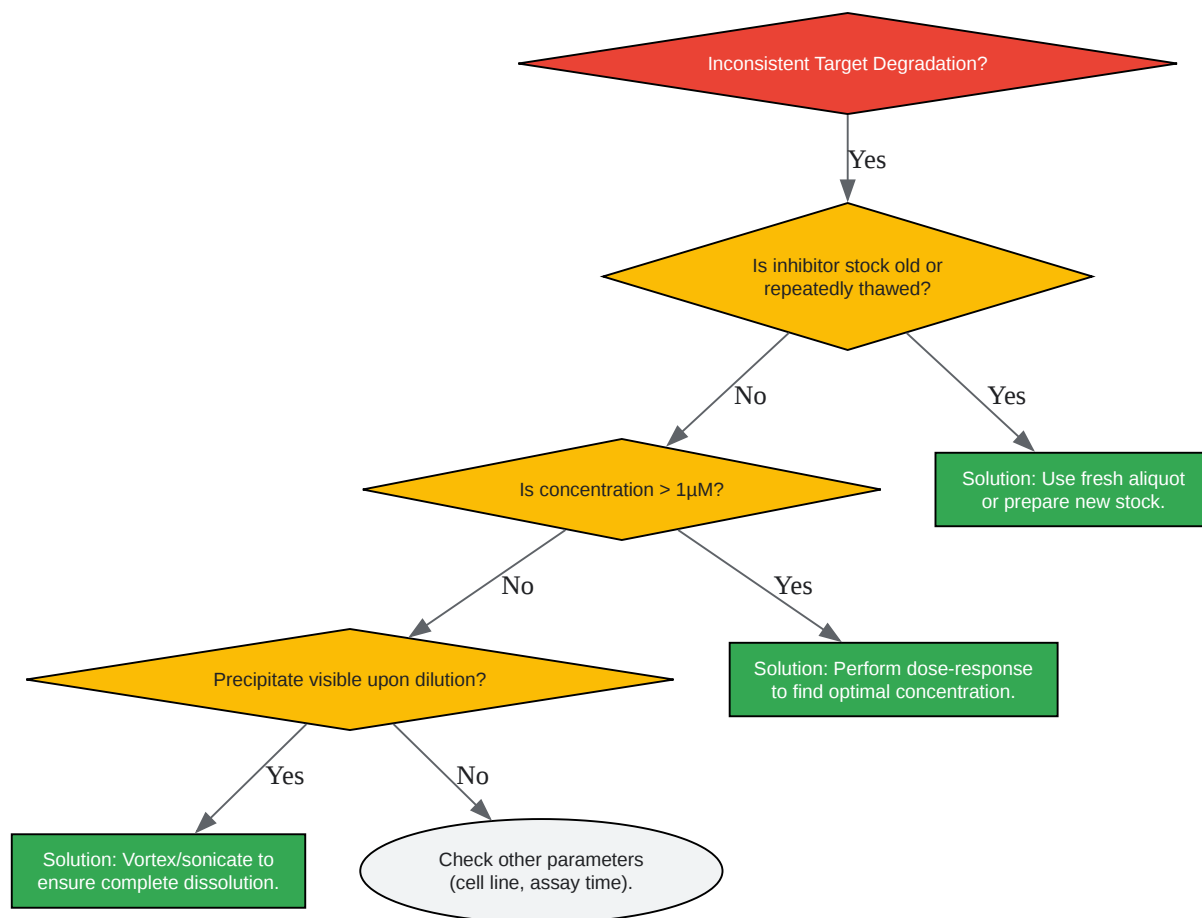 Inconsistent Target Degradation?
Yes
Is inhibitor stock old or
repeatedly thawed?
No
Yes
Is concentration > 1µM?
Solution: Use fresh aliquot
or prepare new stock.
No
Yes
Precipitate visible upon dilution?
Solution: Perform dose-response
to find optimal concentration.
Yes
No
Solution: Vortex/sonicate to
ensure complete dissolution.
Check other parameters
(cell line, assay time).